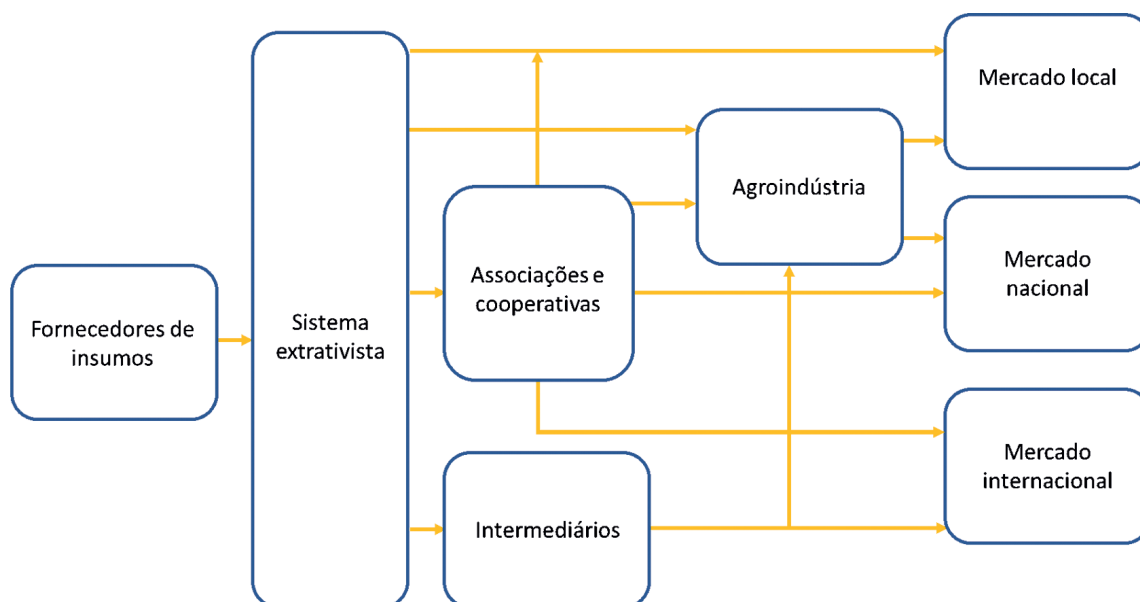 Fornecedores de
insumos
Sistema
extrativista
Associações e
cooperativas
Intermediários
Agroindústria
Mercado local
Mercado
nacional
Mercado
internacional